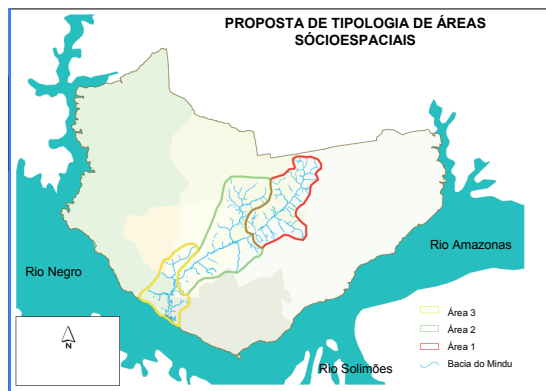 PROPOSTA DE TIPOLOGIA DE ÁREAS
SÓCIOESPACIAIS
Rio Amazonas
Rio Negro
Área 3
Área 2
Área 1
Bacia do Mindu
N
Rio Solimões